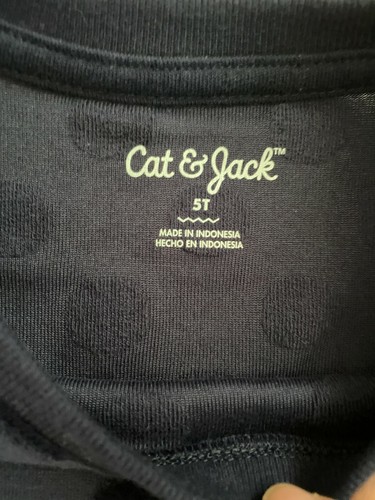 Cat & Jack™
5T
MADE IN INDONESIA
HECHO EN INDONESIA